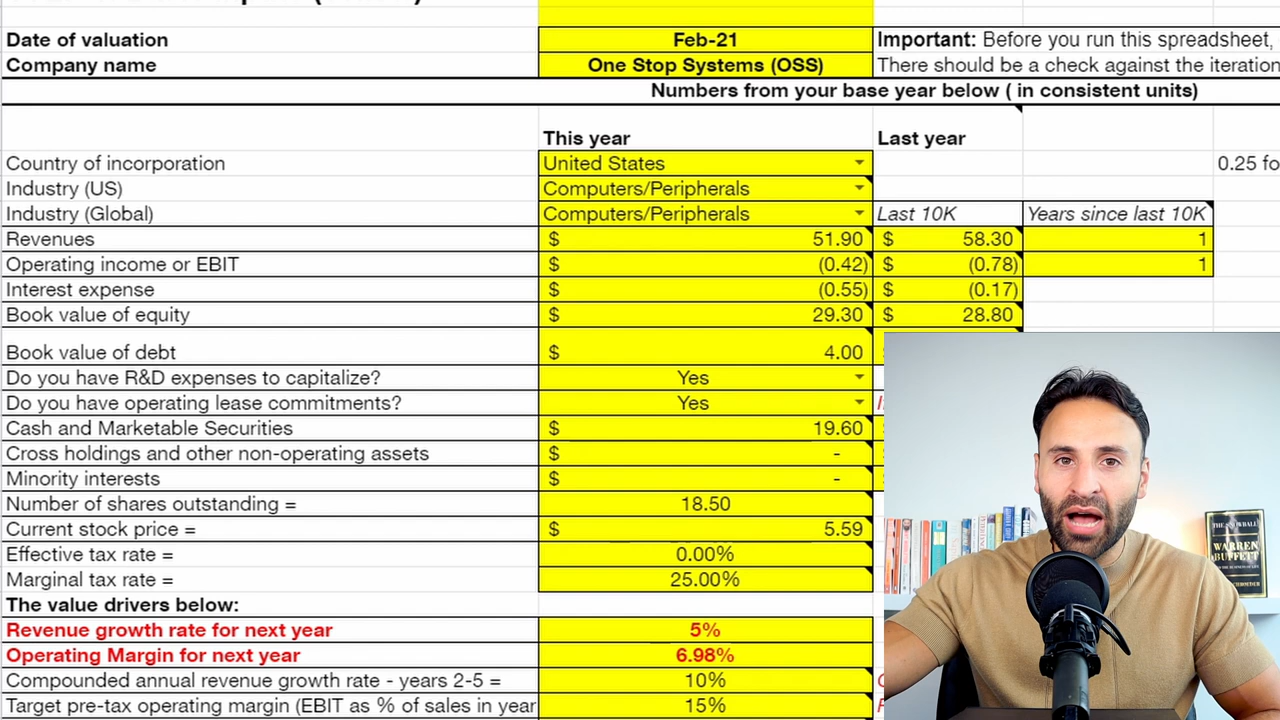 Date of valuation Feb-21 Important: Before you run this spreadsheet,
Company name One Stop Systems (OSS) There should be a check against the iteration
Numbers from your base year below ( in consistent units)
This year Last year
Country of incorporation United States 0.25 fo
Industry (US) Computers/Peripherals
Industry (Global) Computers/Peripherals Last 10K Years since last 10K
Revenues $ 51.90 $ 58.30 1
Operating income or EBIT $ (0.42) $ (0.78) 1
Interest expense $ (0.55) $ (0.17)
Book value of equity $ 29.30 $ 28.80
Book value of debt $ 4.00
Do you have R&D expenses to capitalize? Yes
Do you have operating lease commitments? Yes
Cash and Marketable Securities $ 19.60
Cross holdings and other non-operating assets $ -
Minority interests $ -
Number of shares outstanding = 18.50
Current stock price = $ 5.59
Effective tax rate = 0.00%
Marginal tax rate = 25.00%
The value drivers below:
Revenue growth rate for next year 5%
Operating Margin for next year 6.98%
Compounded annual revenue growth rate - years 2-5 = 10%
Target pre-tax operating margin (EBIT as % of sales in year 15%
THE SNOWBALL
WARREN
BUFFETT